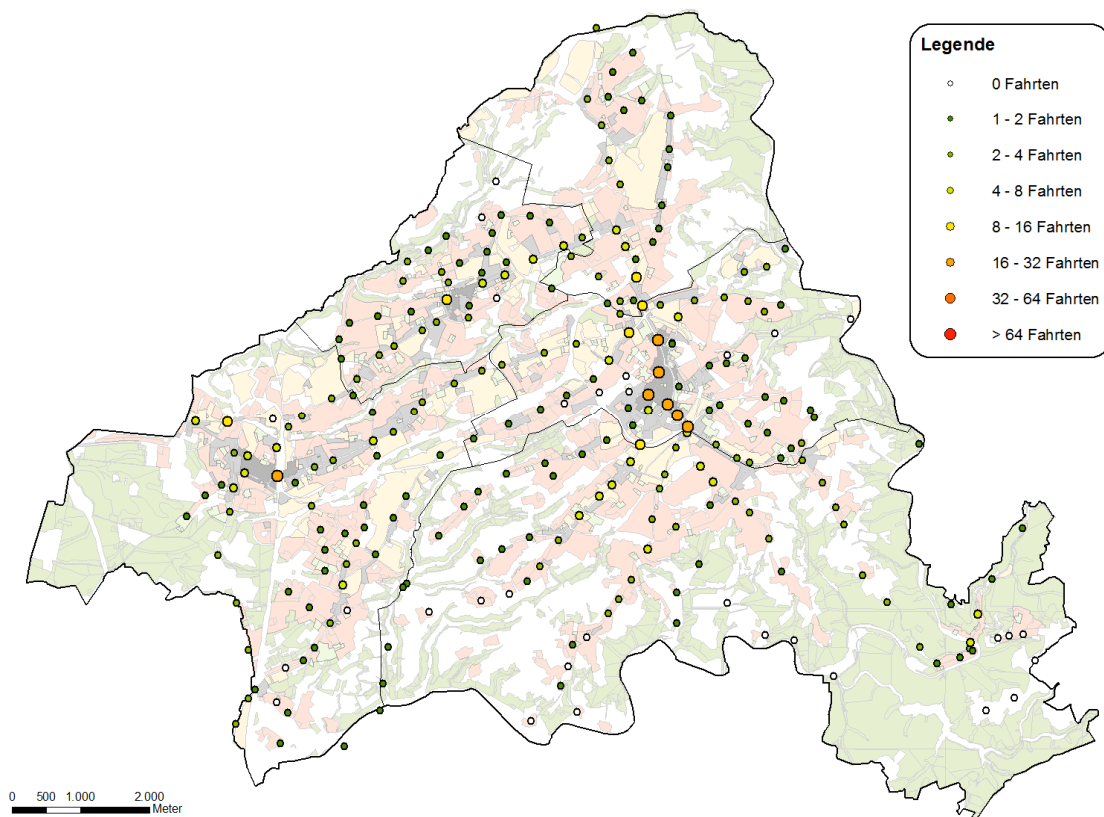 Legende
0 Fahrten
1 - 2 Fahrten
2 - 4 Fahrten
4 - 8 Fahrten
8 - 16 Fahrten
16 - 32 Fahrten
32 - 64 Fahrten
> 64 Fahrten
0 500 1.000 2.000
Meter